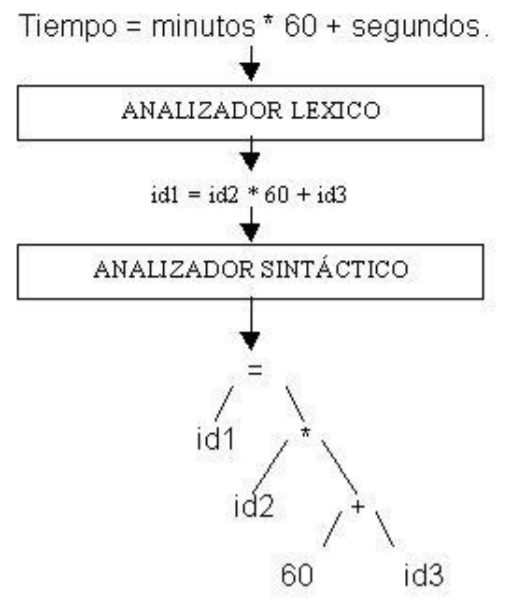 Tiempo = minutos * 60 + segundos.
ANALIZADOR LEXICO
id1 = id2 * 60 + id3
ANALIZADOR SINTÁCTICO
=
id1 *
id2 +
60 id3